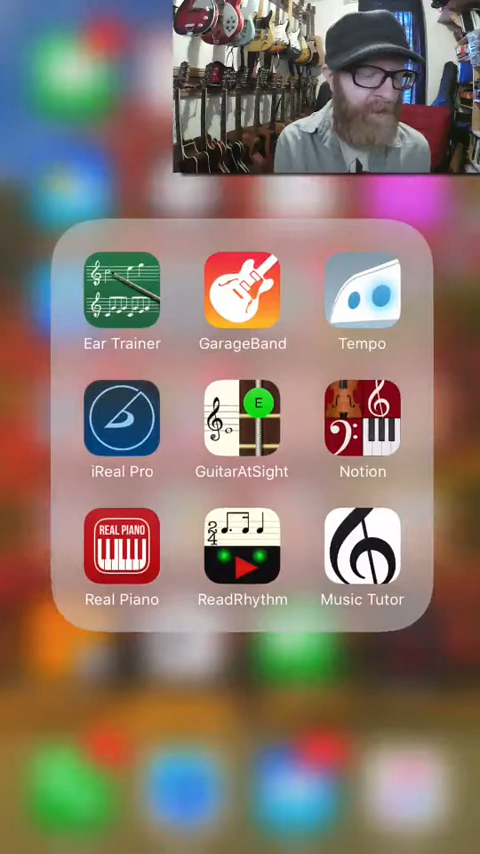 Ear Trainer
GarageBand
Tempo
E
iReal Pro
GuitarAtSight
Notion
REAL PIANO
2
4
Real Piano
ReadRhythm
Music Tutor